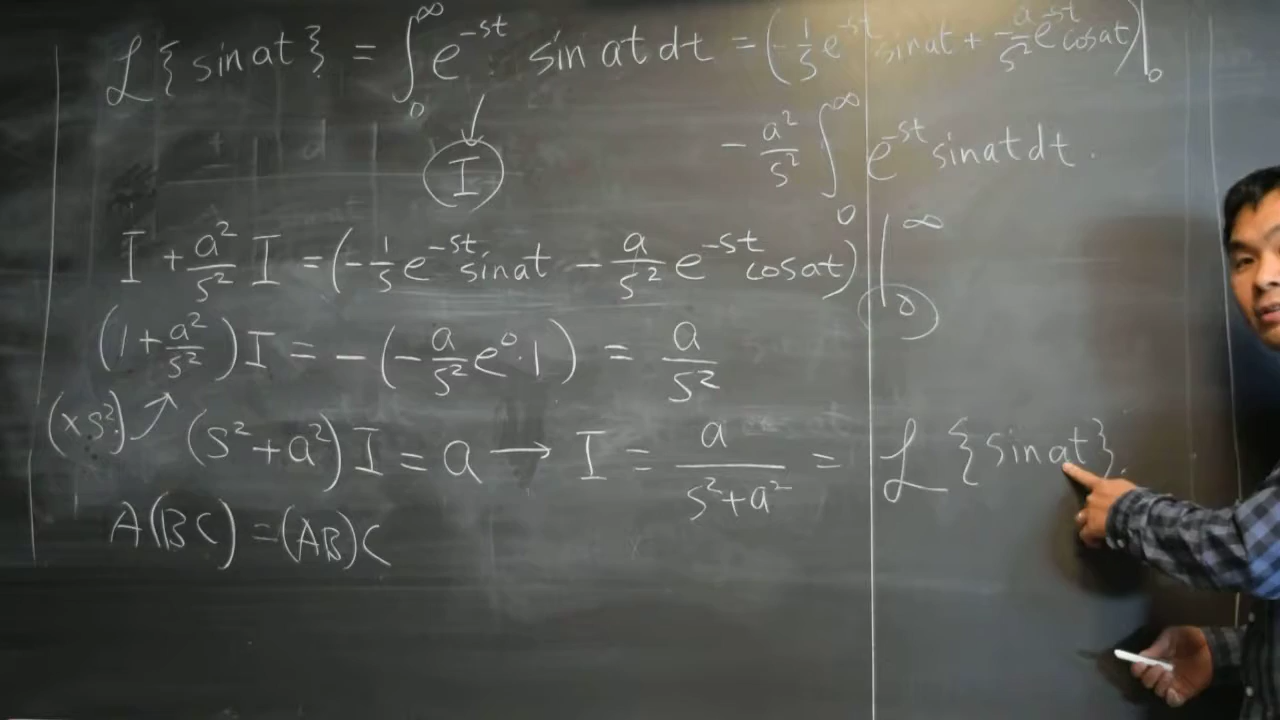 ℒ{sin at} = ∫₀^∞ e^{-st} sin at dt = (-1/s e^{-st} sin at + -a/s² e^{-st} cos at)|₀
I
- a²/s² ∫₀^∞ e^{-st} sin at dt.
I + a²/s² I = (-1/s e^{-st} sin at - a/s² e^{-st} cos at)|₀^∞
(1 + a²/s²) I = -(-a/s² e⁰·1) = a/s²
(×s²) (s² + a²) I = a → I = a/(s² + a²) = ℒ{sin at}.
A(BC) = (AB)C